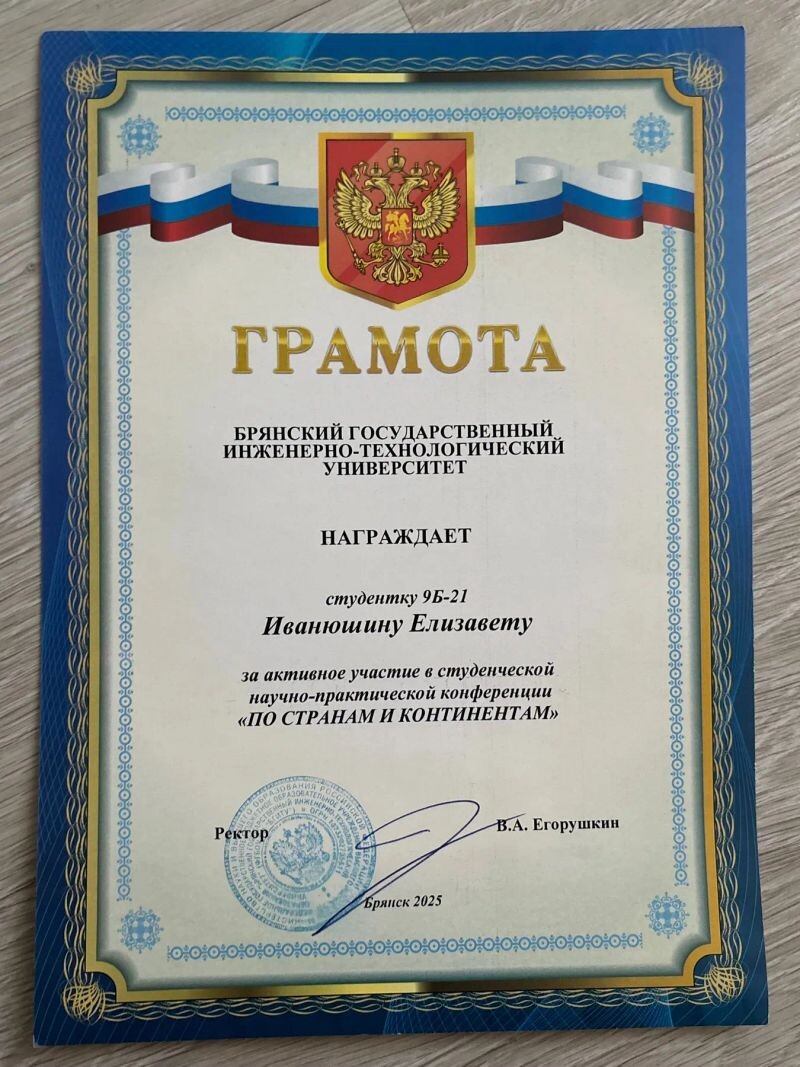 ГРАМОТА
БРЯНСКИЙ ГОСУДАРСТВЕННЫЙ
ИНЖЕНЕРНО-ТЕХНОЛОГИЧЕСКИЙ
УНИВЕРСИТЕТ
НАГРАЖДАЕТ
студентку 9Б-21
Иванюшину Елизавету
за активное участие в студенческой
научно-практической конференции
«ПО СТРАНАМ И КОНТИНЕНТАМ»
Ректор
В.А. Егорушкин
Брянск 2025